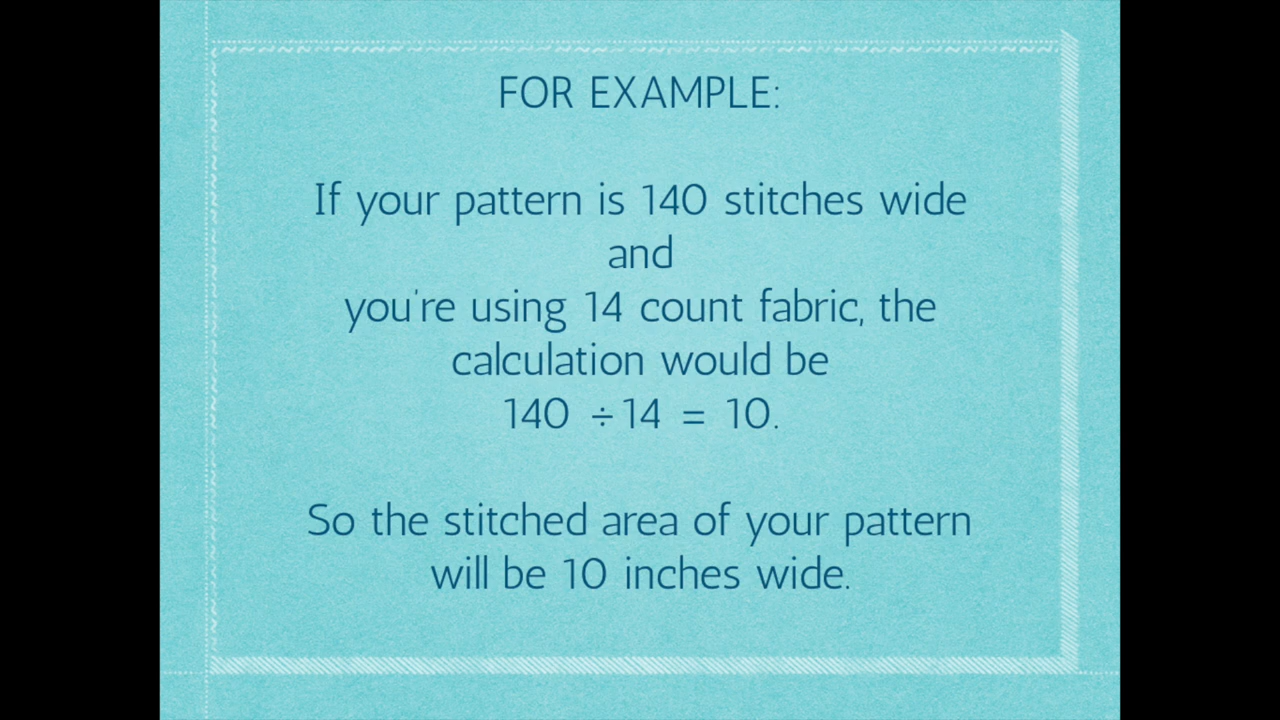 FOR EXAMPLE:
If your pattern is 140 stitches wide
and
you're using 14 count fabric, the
calculation would be
140 ÷ 14 = 10.
So the stitched area of your pattern
will be 10 inches wide.